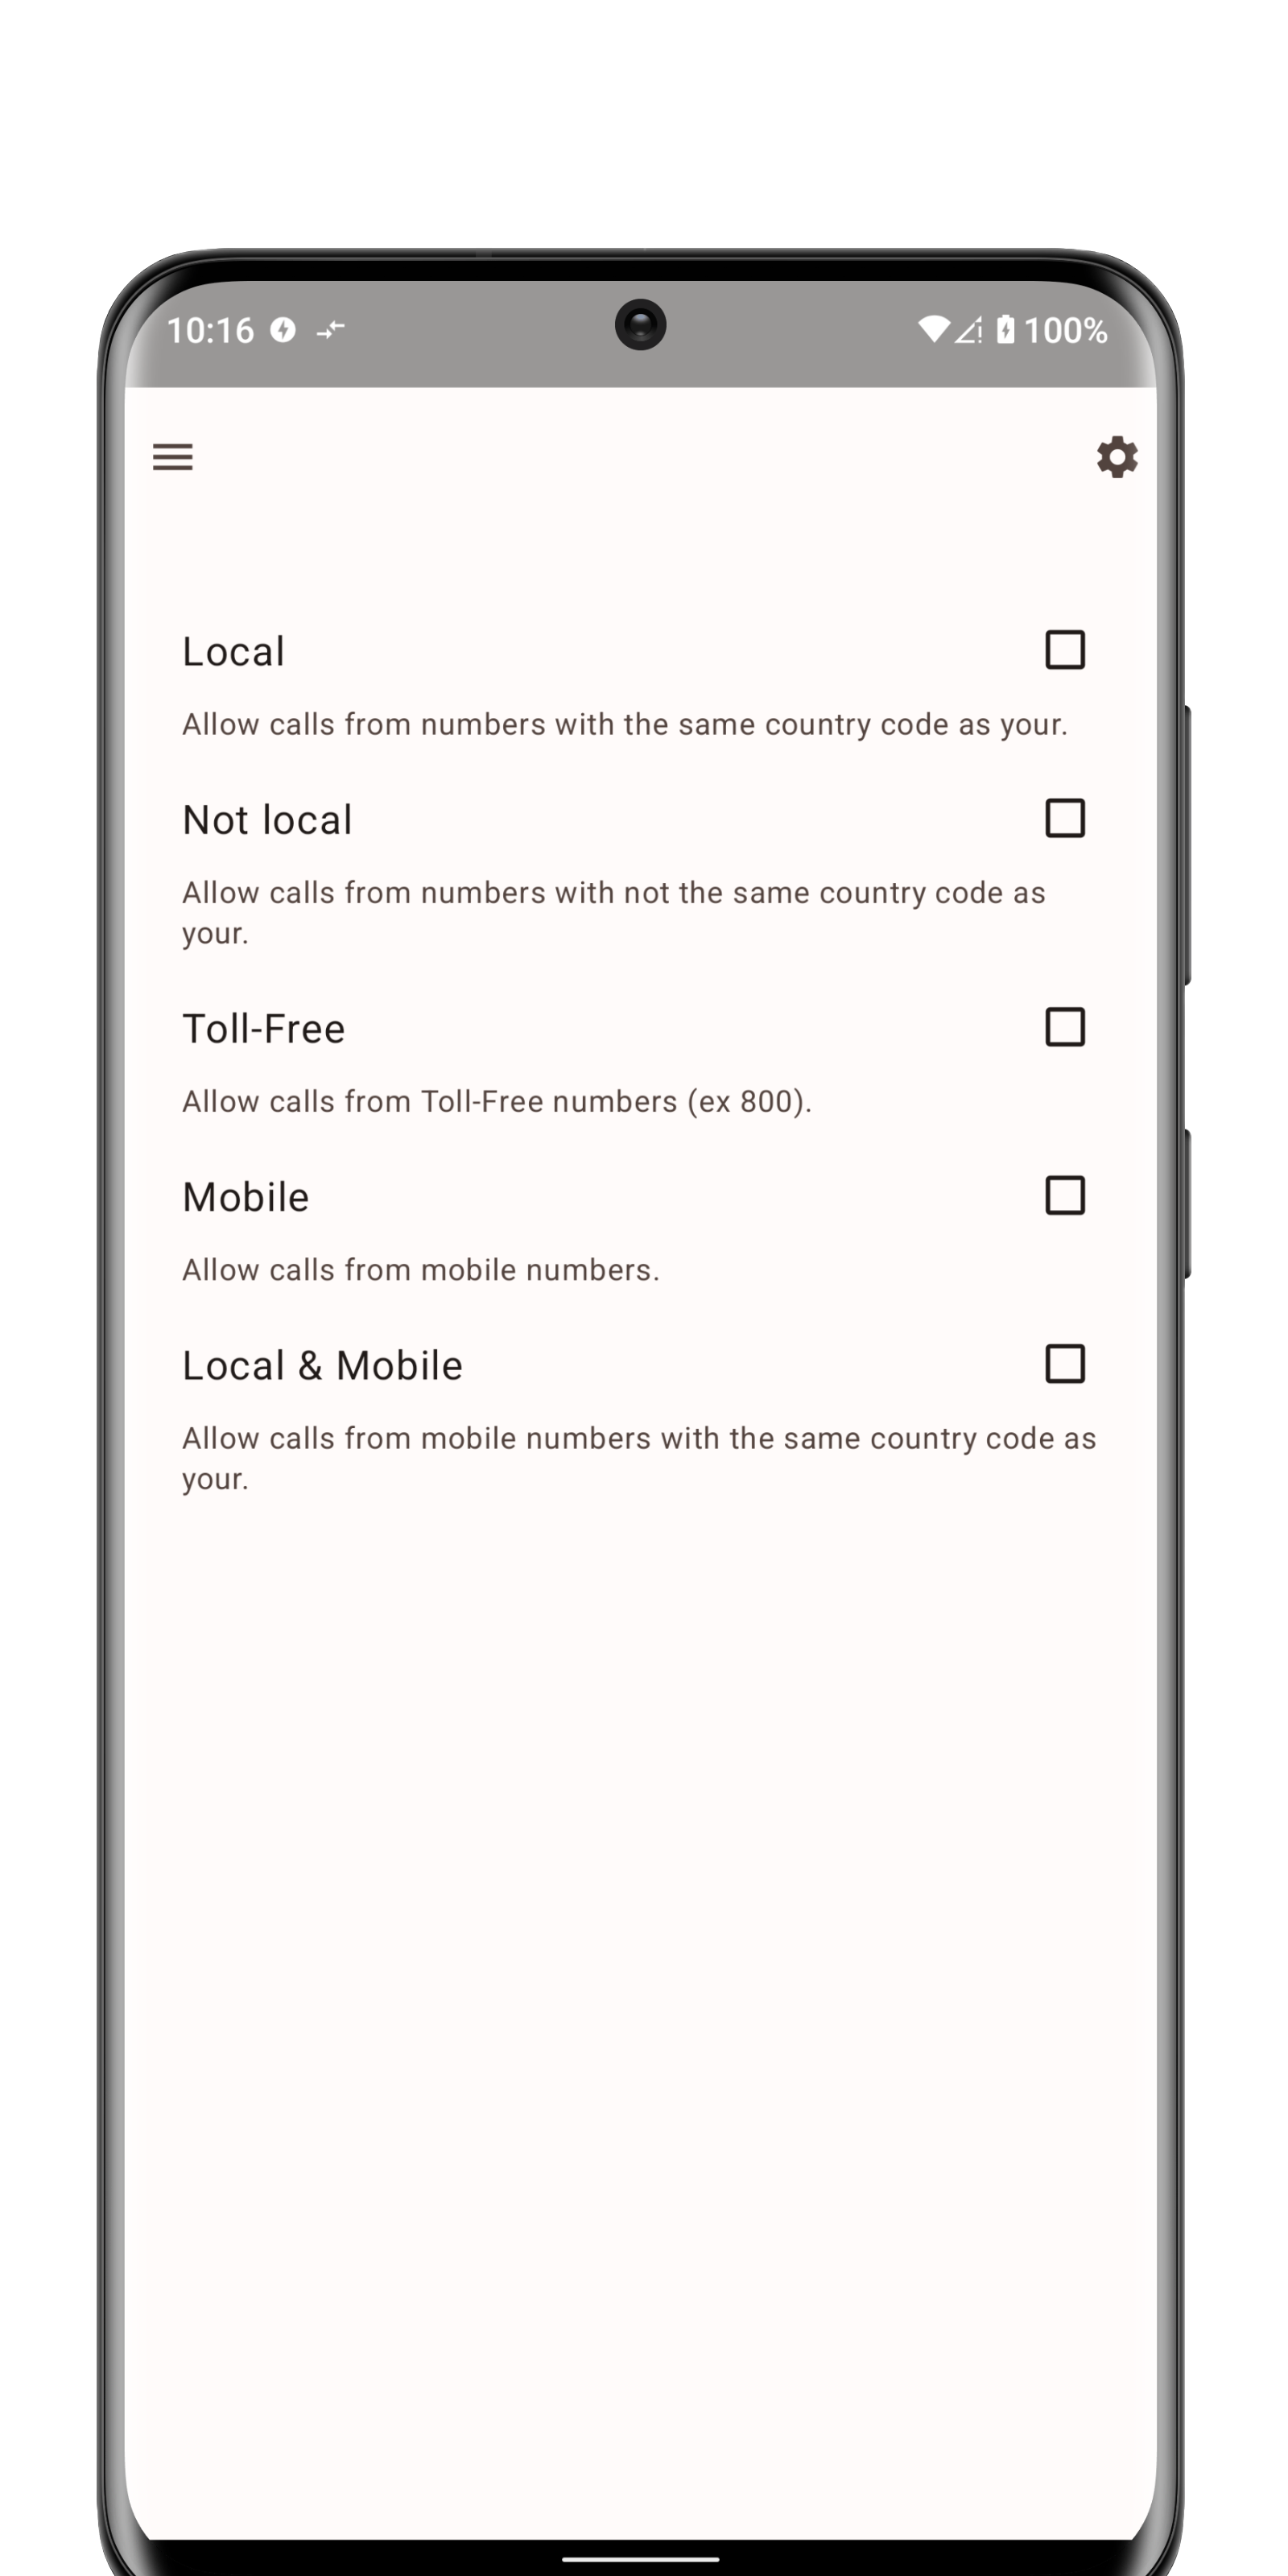 10:16
100%
Local
Allow calls from numbers with the same country code as your.
Not local
Allow calls from numbers with not the same country code as
your.
Toll-Free
Allow calls from Toll-Free numbers (ex 800).
Mobile
Allow calls from mobile numbers.
Local & Mobile
Allow calls from mobile numbers with the same country code as
your.